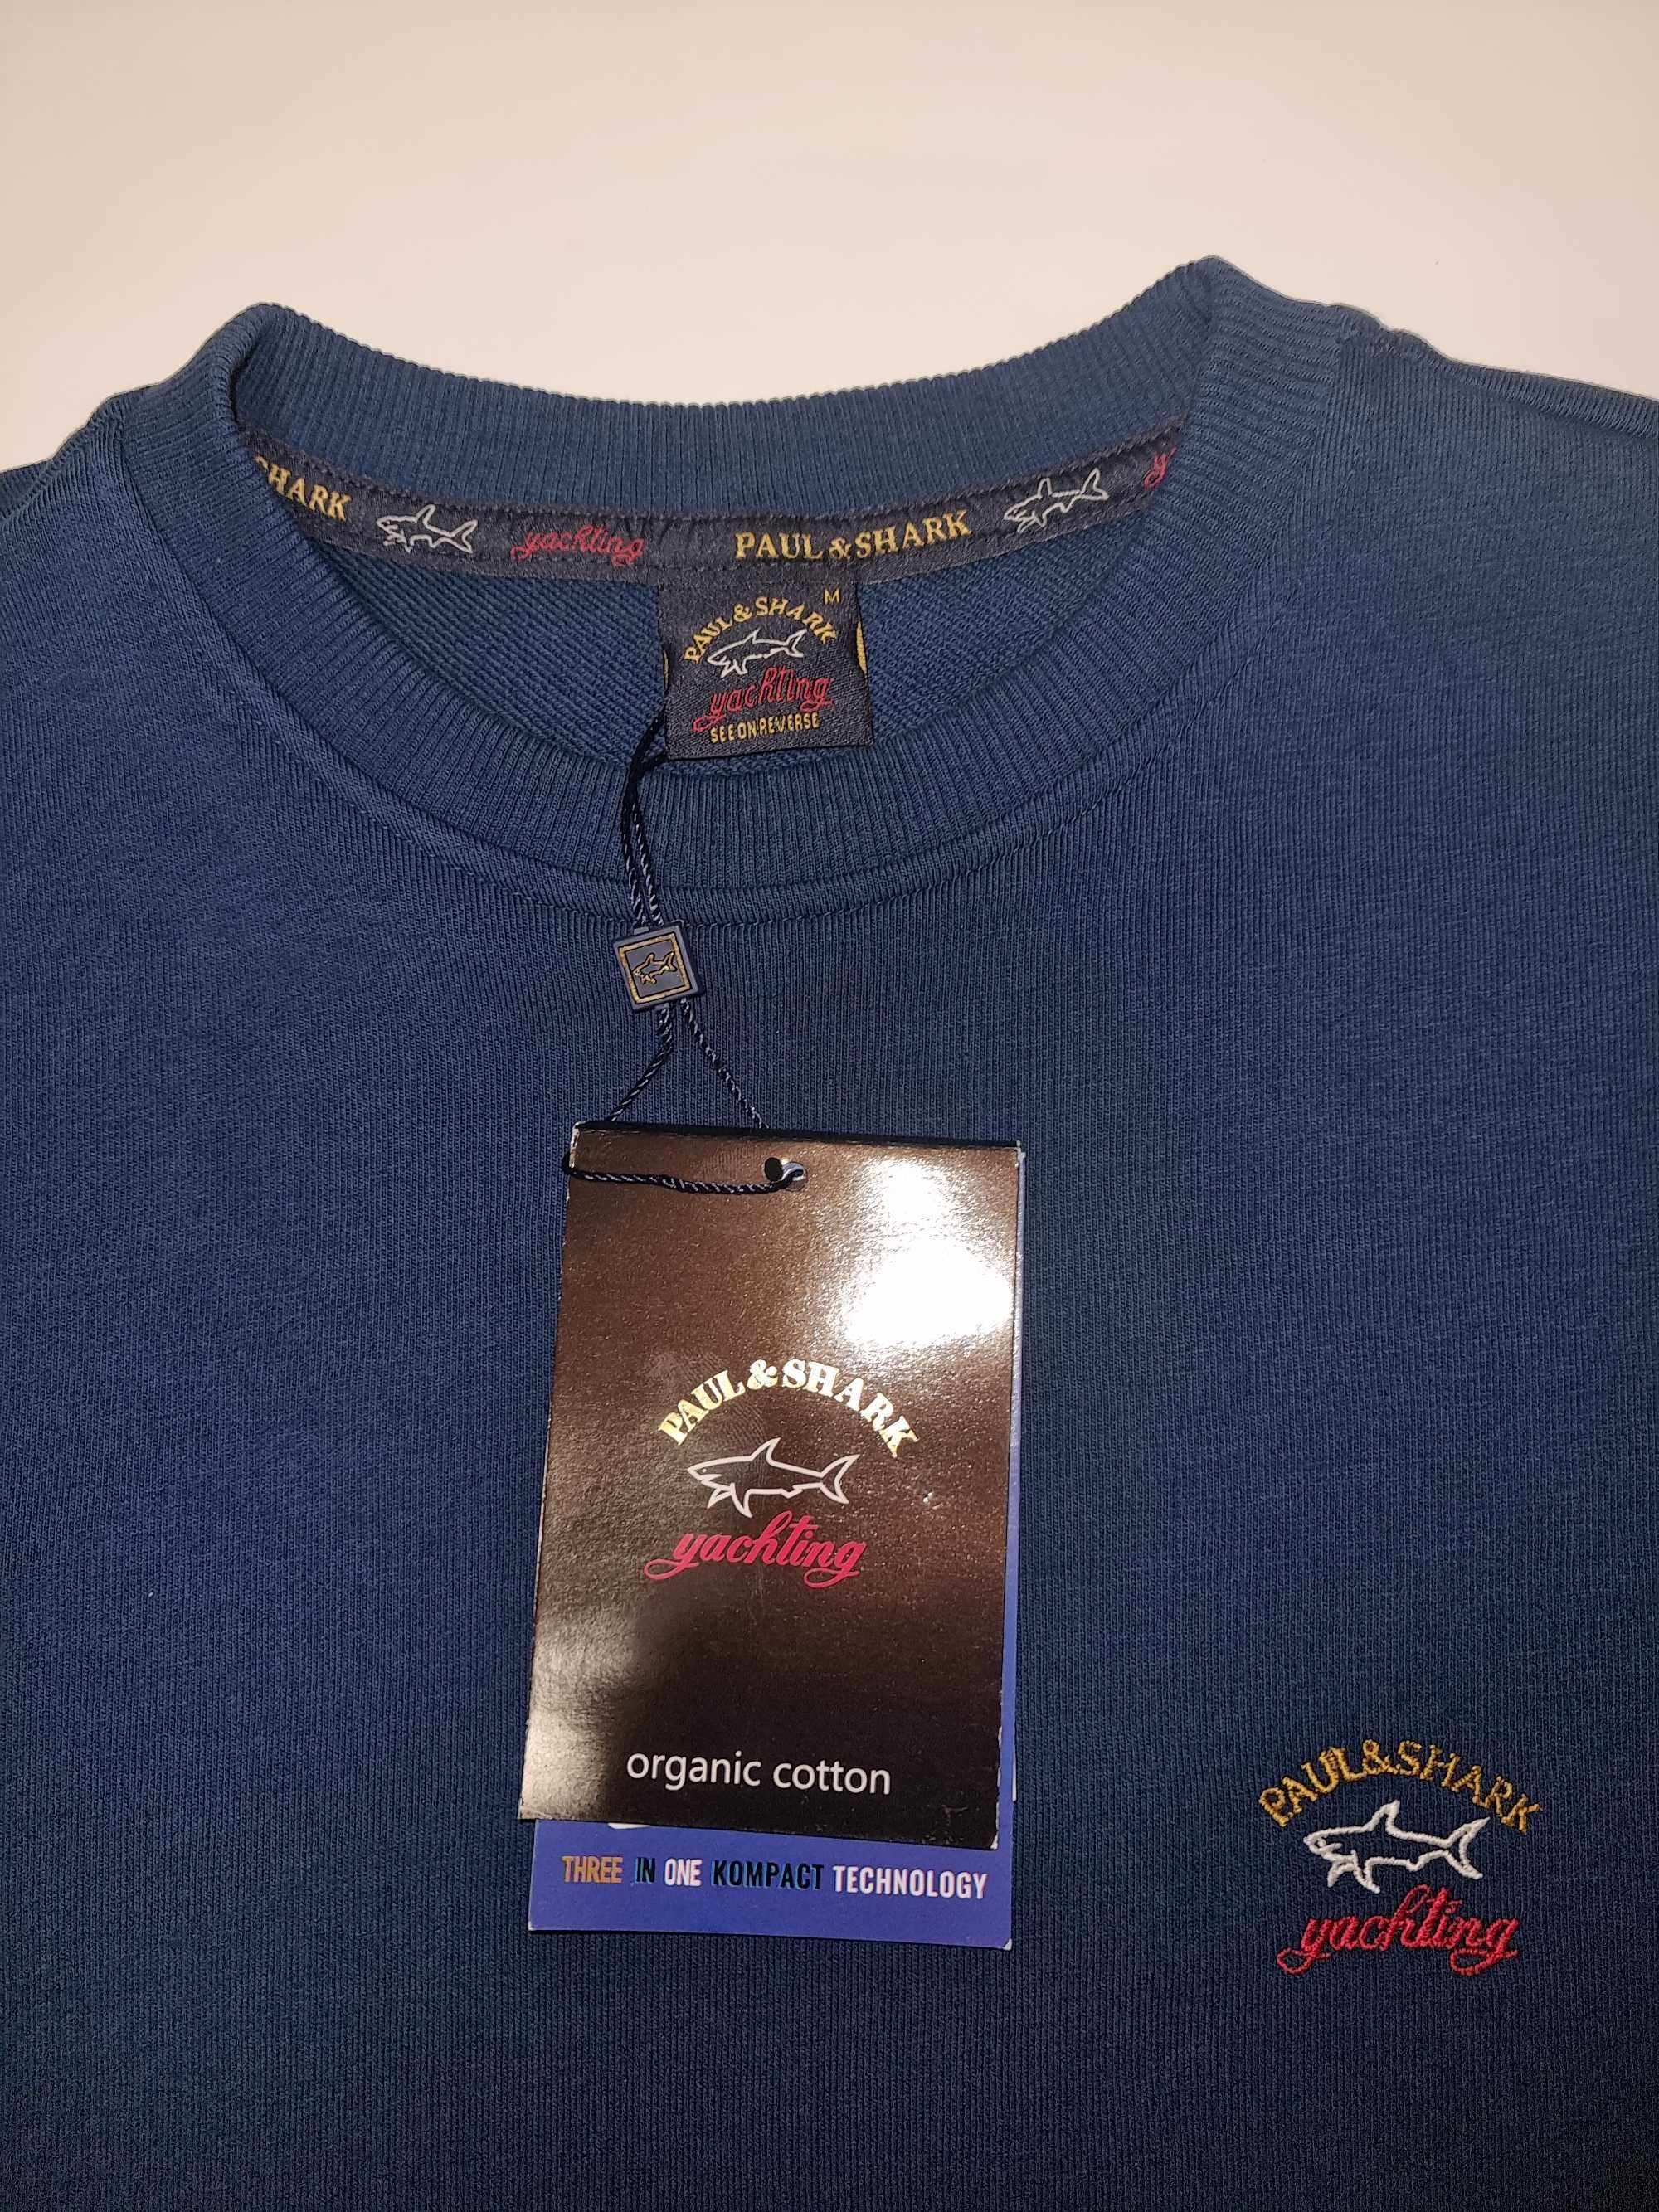 SHARK yachting PAUL & SHARK
M
PAUL & SHARK
yachting
SEE ON REVERSE
PAUL & SHARK
yachting
organic cotton
THREE IN ONE KOMPACT TECHNOLOGY
PAUL&SHARK
yachting